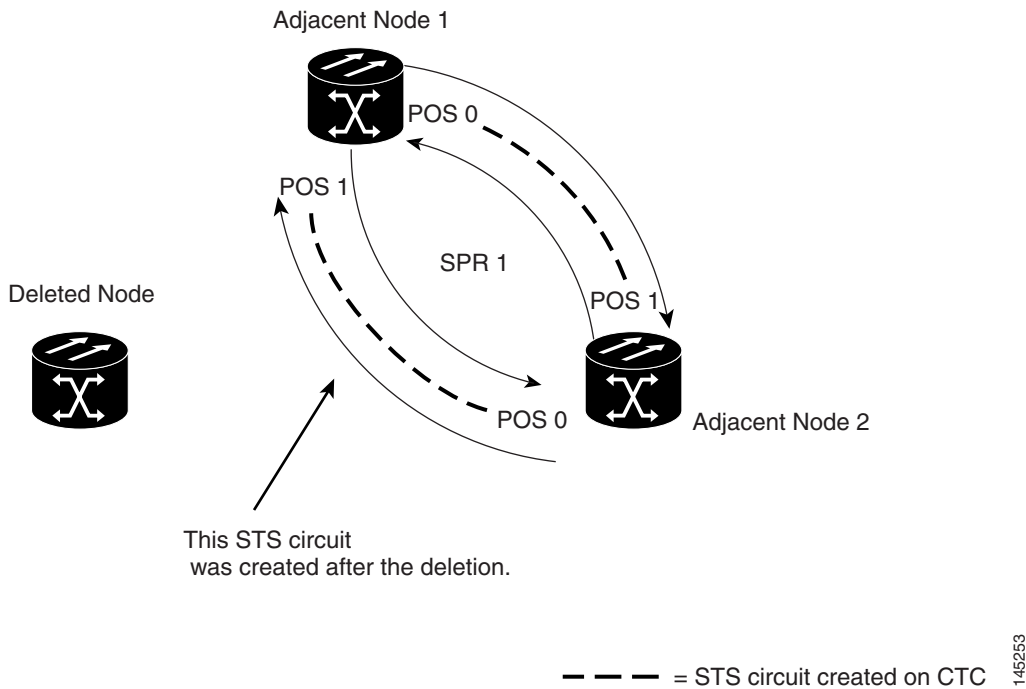 Adjacent Node 1
POS 0
POS 1
SPR 1
Deleted Node
POS 1
POS 0
Adjacent Node 2
This STS circuit
was created after the deletion.
= STS circuit created on CTC
145253